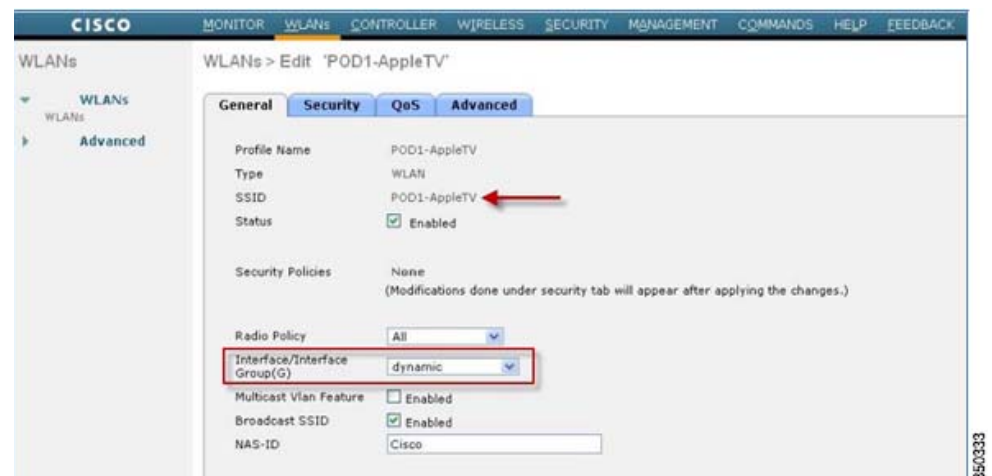 CISCO
MONITOR WLANs CONTROLLER WIRELESS SECURITY MANAGEMENT COMMANDS HELP FEEDBACK
WLANs
WLANs
WLANs
Advanced
WLANs > Edit 'POD1-AppleTV'
General Security QoS Advanced
Profile Name POD1-AppleTV
Type WLAN
SSID POD1-AppleTV
Status Enabled
Security Policies None
(Modifications done under security tab will appear after applying the changes.)
Radio Policy All
Interface/Interface
Group(G) dynamic
Multicast Vlan Feature Enabled
Broadcast SSID Enabled
NAS-ID Cisco
350333